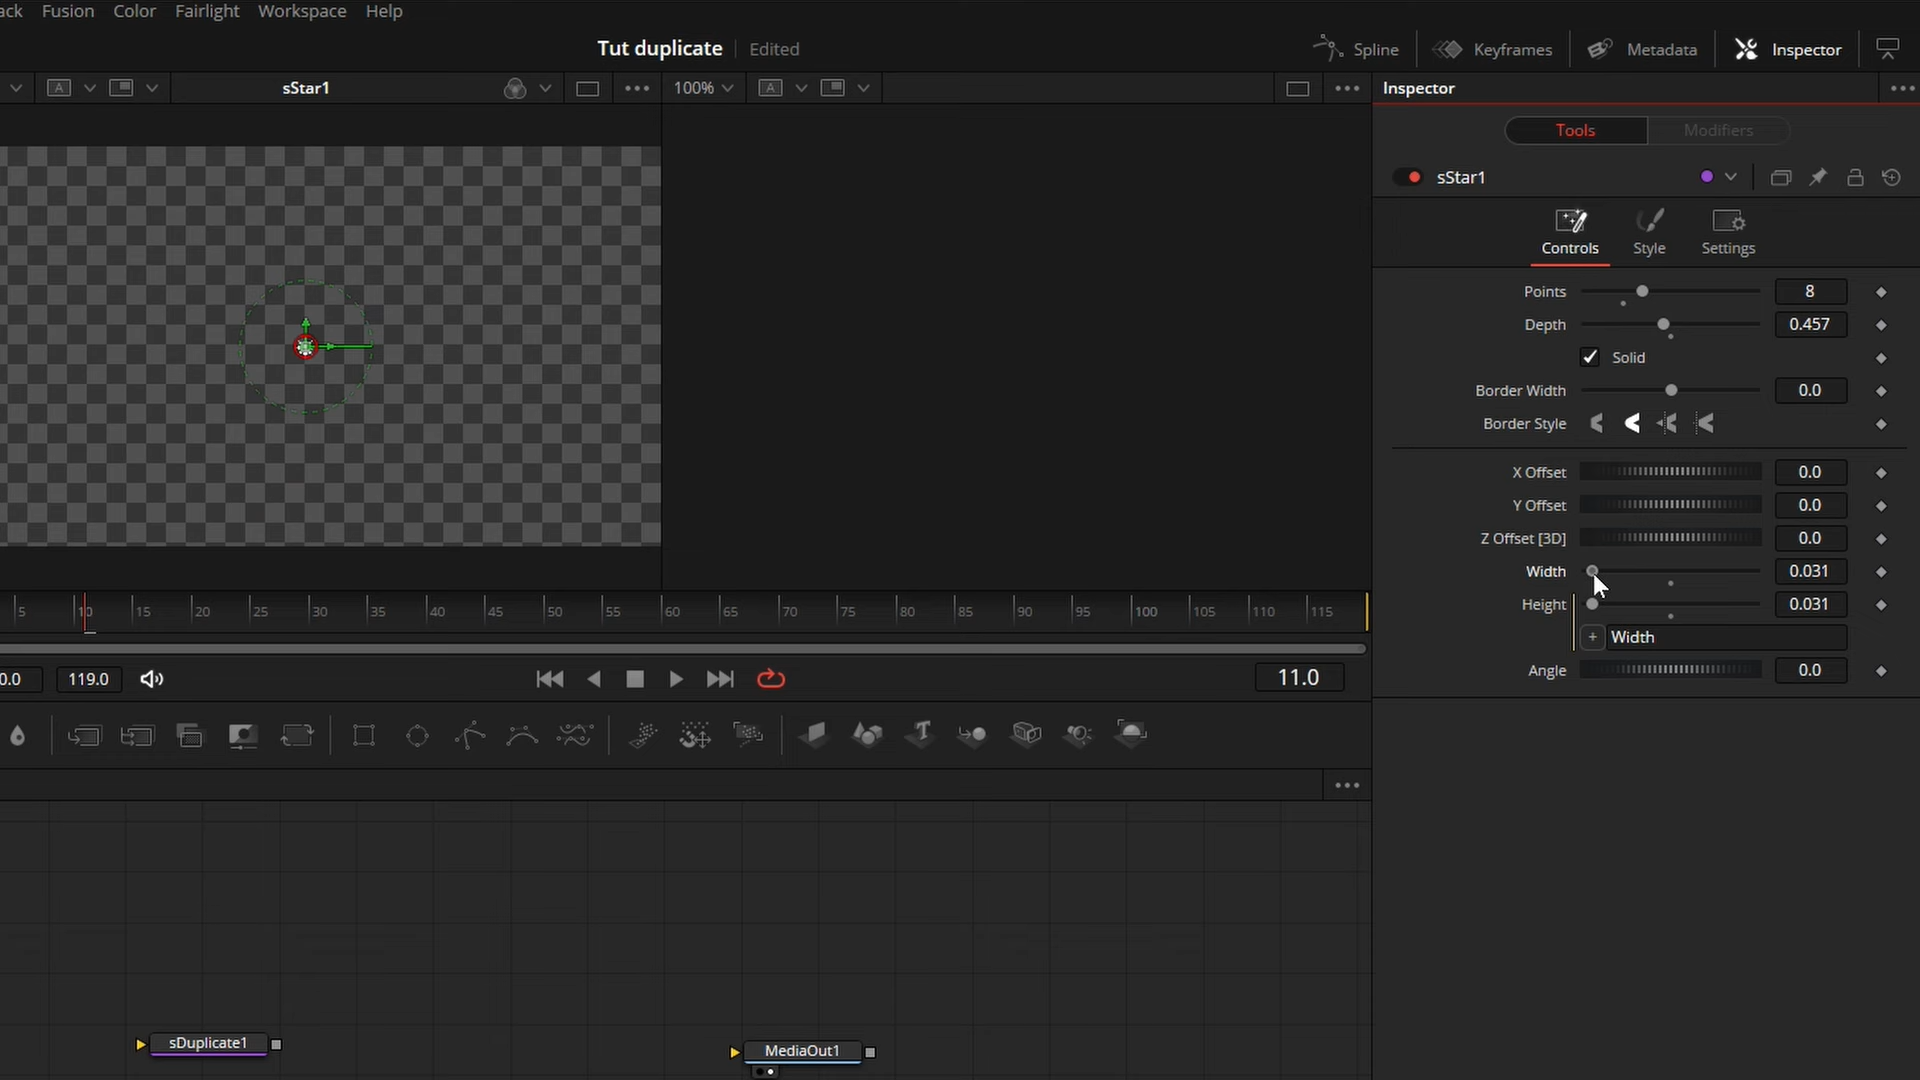 ack Fusion Color Fairlight Workspace Help
Tut duplicate Edited
Spline Keyframes Metadata Inspector
A sStar1 100% A Inspector
Tools Modifiers
sStar1
Controls Style Settings
Points 8
Depth 0.457
Solid
Border Width 0.0
Border Style
X Offset 0.0
Y Offset 0.0
Z Offset [3D] 0.0
Width 0.031
Height 0.031
+ Width
Angle 0.0
5 10 15 20 25 30 35 40 45 50 55 60 65 70 75 80 85 90 95 100 105 110 115
0.0 119.0 11.0
T
sDuplicate1
MediaOut1